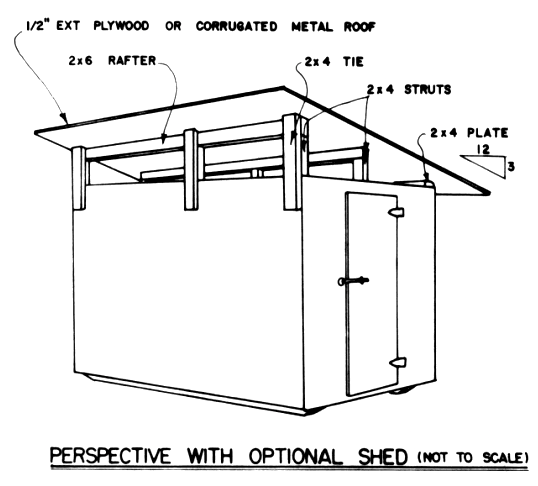 1/2" EXT PLYWOOD OR CORRUGATED METAL ROOF
2x6 RAFTER
2x4 TIE
2x4 STRUTS
2x4 PLATE
12
3
PERSPECTIVE WITH OPTIONAL SHED (NOT TO SCALE)